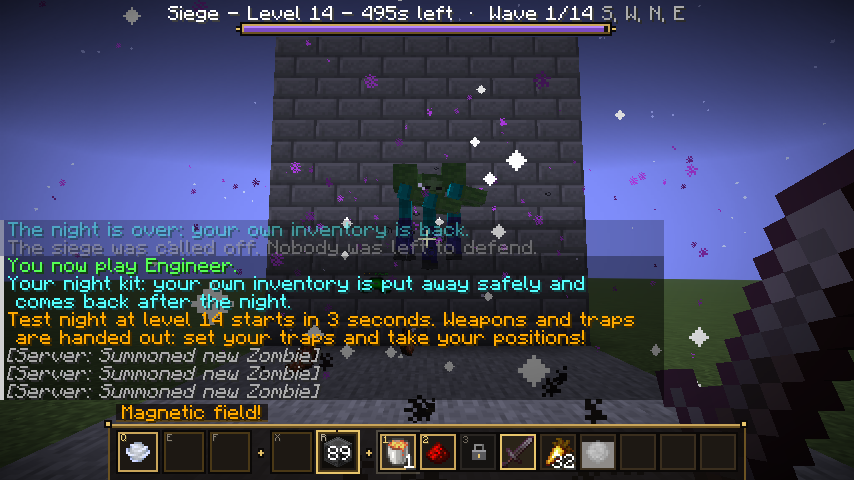 Siege - Level 14 - 495s left · Wave 1/14 S, W, N, E
The night is over: your own inventory is back.
The siege was called off. Nobody was left to defend.
You now play Engineer.
Your night kit: your own inventory is put away safely and
comes back after the night.
Test night at level 14 starts in 3 seconds. Weapons and traps
are handed out: set your traps and take your positions!
[Server: Summoned new Zombie]
[Server: Summoned new Zombie]
[Server: Summoned new Zombie]
Magnetic field!
Q E F X R 1 2 3
89 1 32